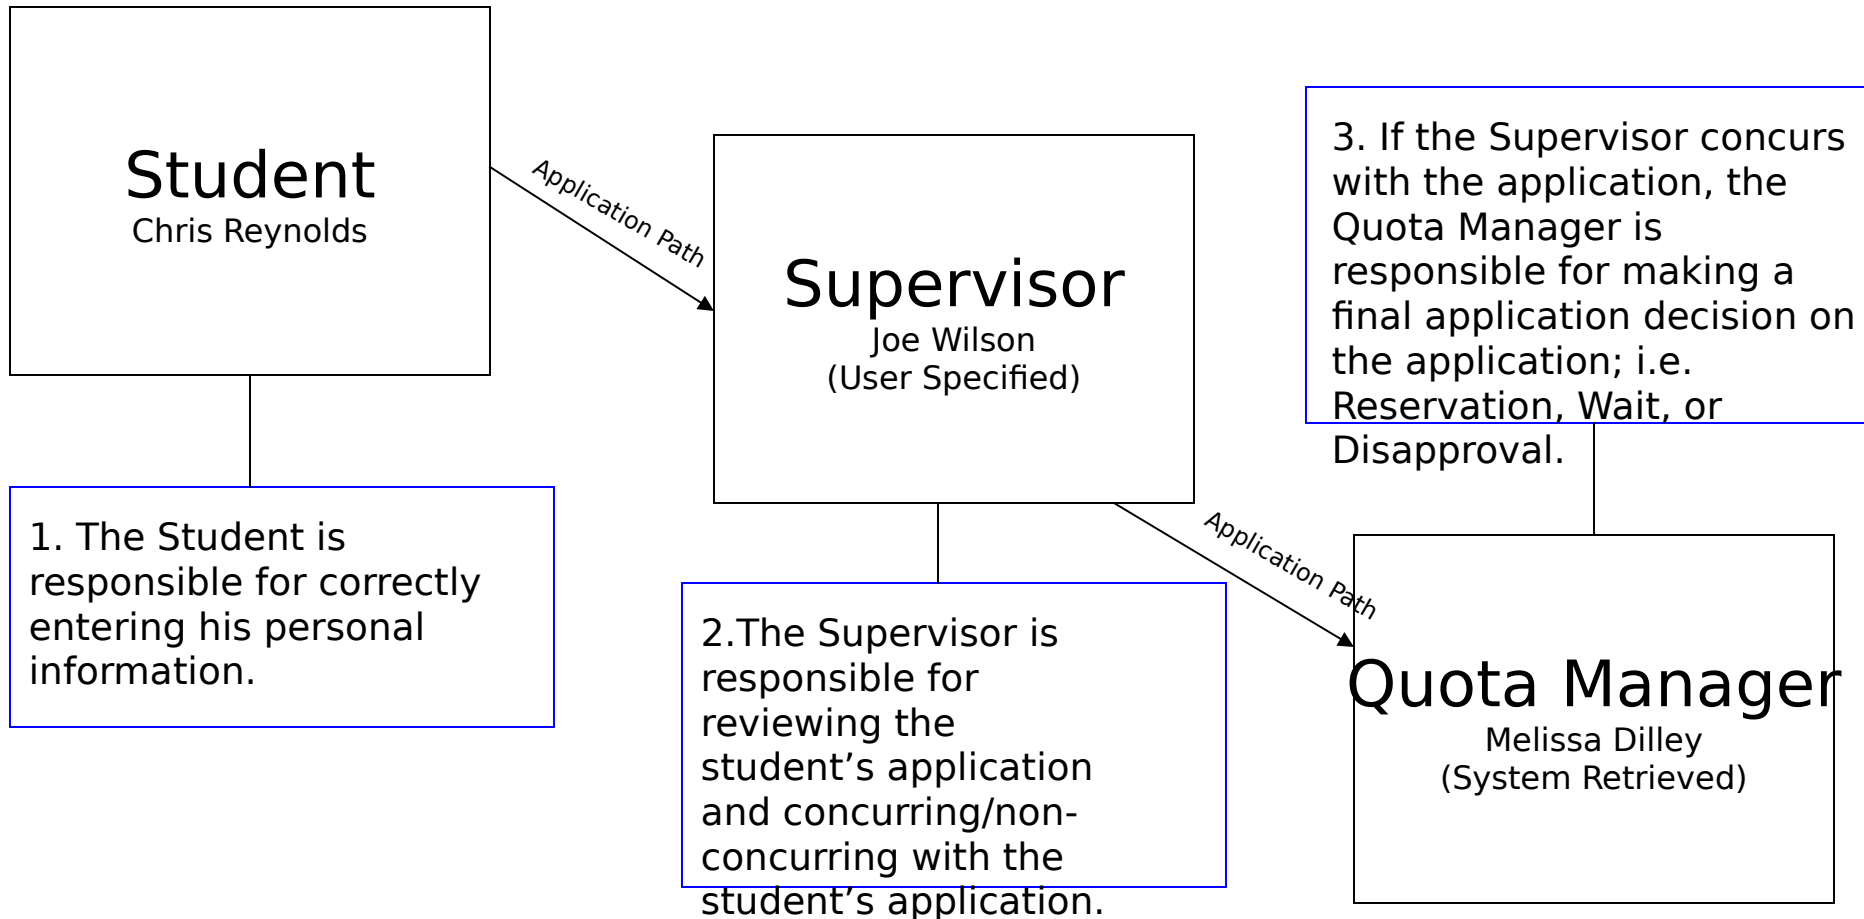 Student
Chris Reynolds
Application Path
Supervisor
Joe Wilson
(User Specified)
3. If the Supervisor concurs
with the application, the
Quota Manager is
responsible for making a
final application decision on
the application; i.e.
Reservation, Wait, or
Disapproval.
1. The Student is
responsible for correctly
entering his personal
information.
2.The Supervisor is
responsible for
reviewing the
student’s application
and concurring/non-
concurring with the
student’s application.
Application Path
Quota Manager
Melissa Dilley
(System Retrieved)